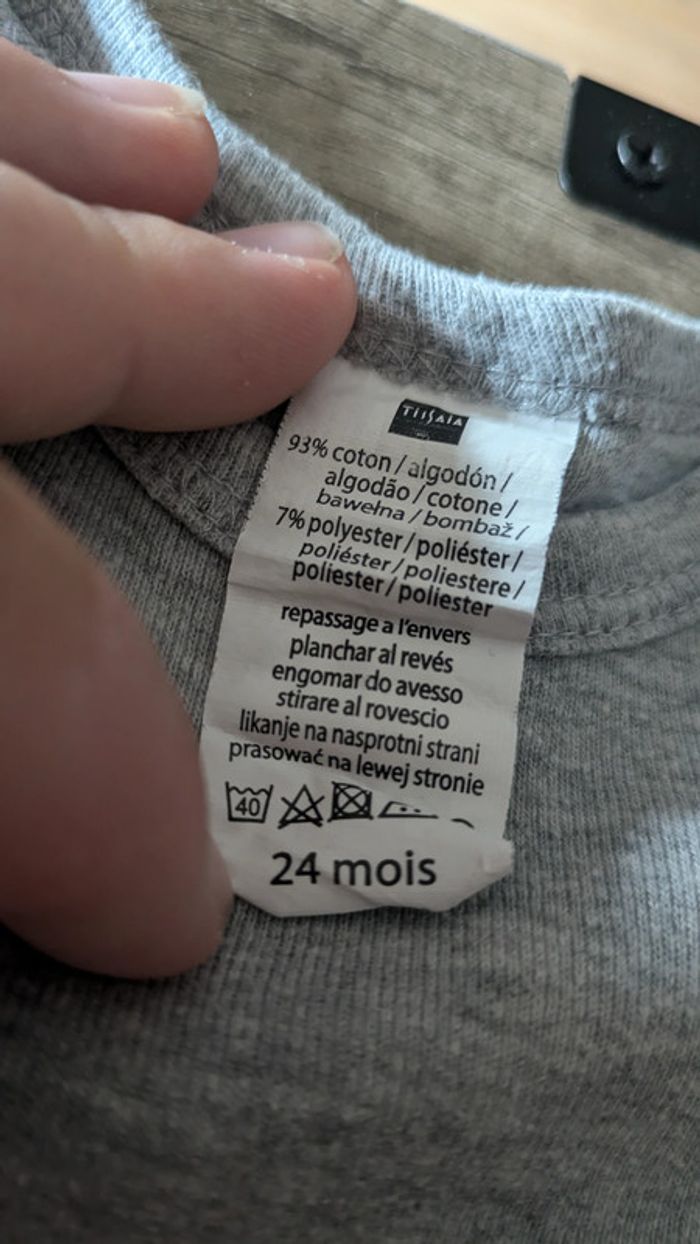 TISSAIA
93% coton / algodón /
algodão / cotone /
bawełna / bombaž /
7% polyester / poliéster /
poliéster / poliestere /
poliester / poliester
repassage a l'envers
planchar al revés
engomar do avesso
stirare al rovescio
likanje na nasprotni strani
prasować na lewej stronie
40
24 mois